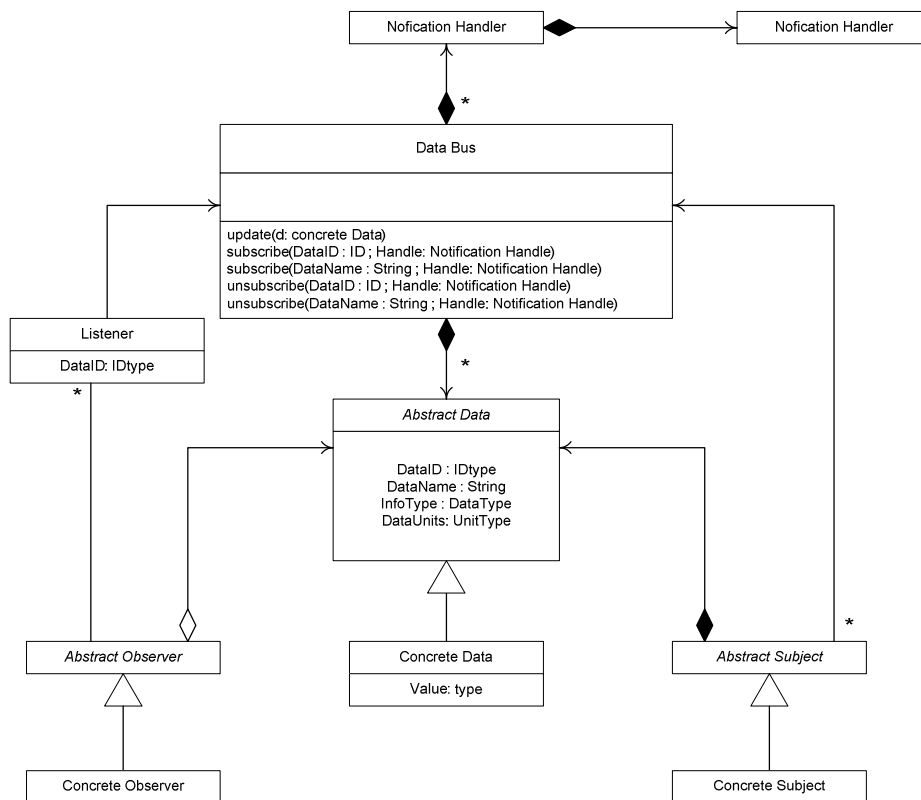 Nofication Handler
Nofication Handler
*
Data Bus
update(d: concrete Data)
subscribe(DataID : ID ; Handle: Notification Handle)
subscribe(DataName : String ; Handle: Notification Handle)
unsubscribe(DataID : ID ; Handle: Notification Handle)
unsubscribe(DataName : String ; Handle: Notification Handle)
Listener
DataID: IDtype
*
*
Abstract Data
DataID : IDtype
DataName : String
InfoType : DataType
DataUnits: UnitType
*
Abstract Observer
Concrete Data
Value: type
Abstract Subject
Concrete Observer
Concrete Subject